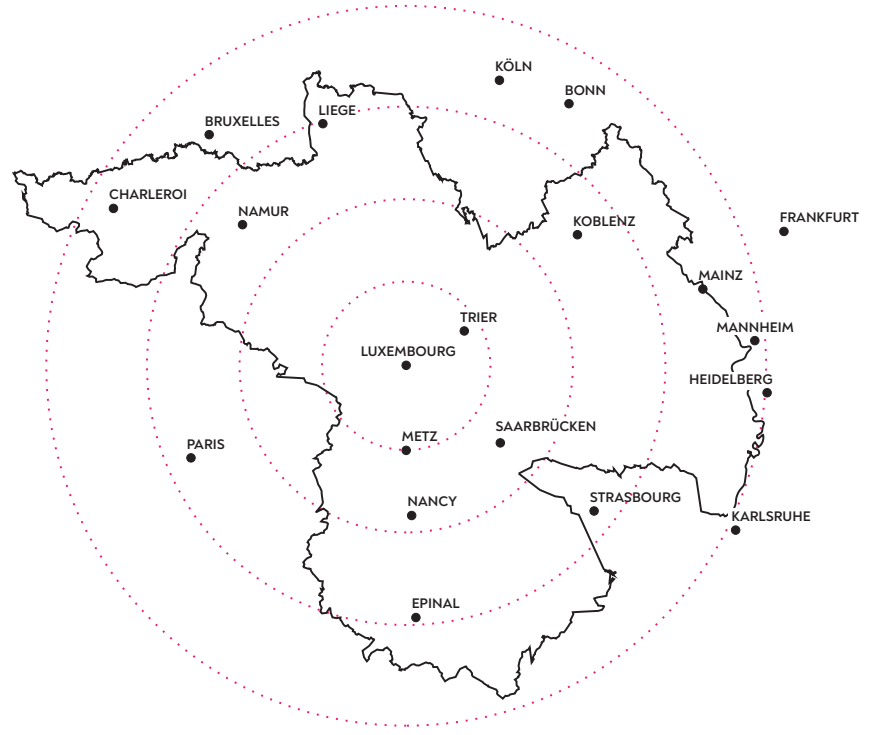 KÖLN
BONN
LIEGE
BRUXELLES
CHARLEROI
NAMUR
KOBLENZ
FRANKFURT
MAINZ
TRIER
MANNHEIM
LUXEMBOURG
HEIDELBERG
SAARBRÜCKEN
METZ
PARIS
STRASBOURG
NANCY
KARLSRUHE
EPINAL